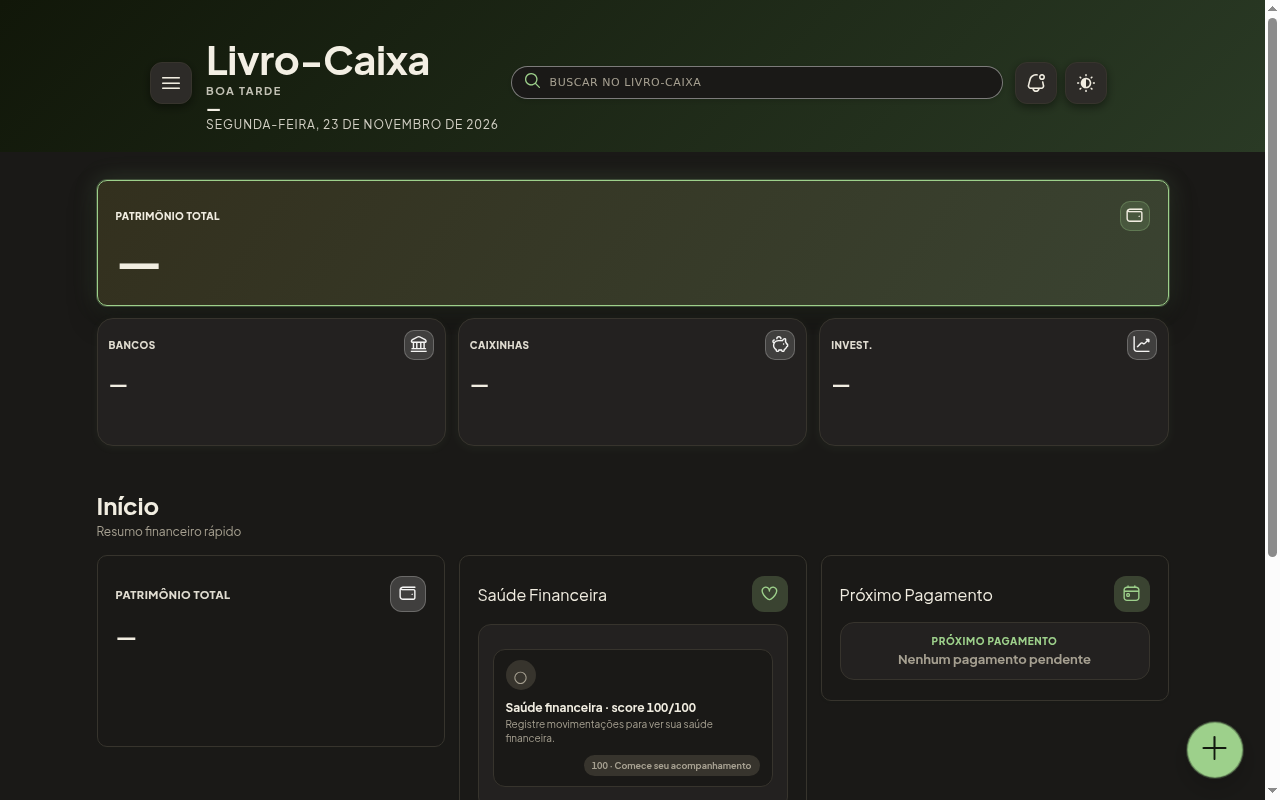 Livro-Caixa
BOA TARDE
—
SEGUNDA-FEIRA, 23 DE NOVEMBRO DE 2026
BUSCAR NO LIVRO-CAIXA
PATRIMÔNIO TOTAL
—
BANCOS
—
CAIXINHAS
—
INVEST.
—
Início
Resumo financeiro rápido
PATRIMÔNIO TOTAL
—
Saúde Financeira
Saúde financeira · score 100/100
Registre movimentações para ver sua saúde
financeira.
100 · Comece seu acompanhamento
Próximo Pagamento
PRÓXIMO PAGAMENTO
Nenhum pagamento pendente